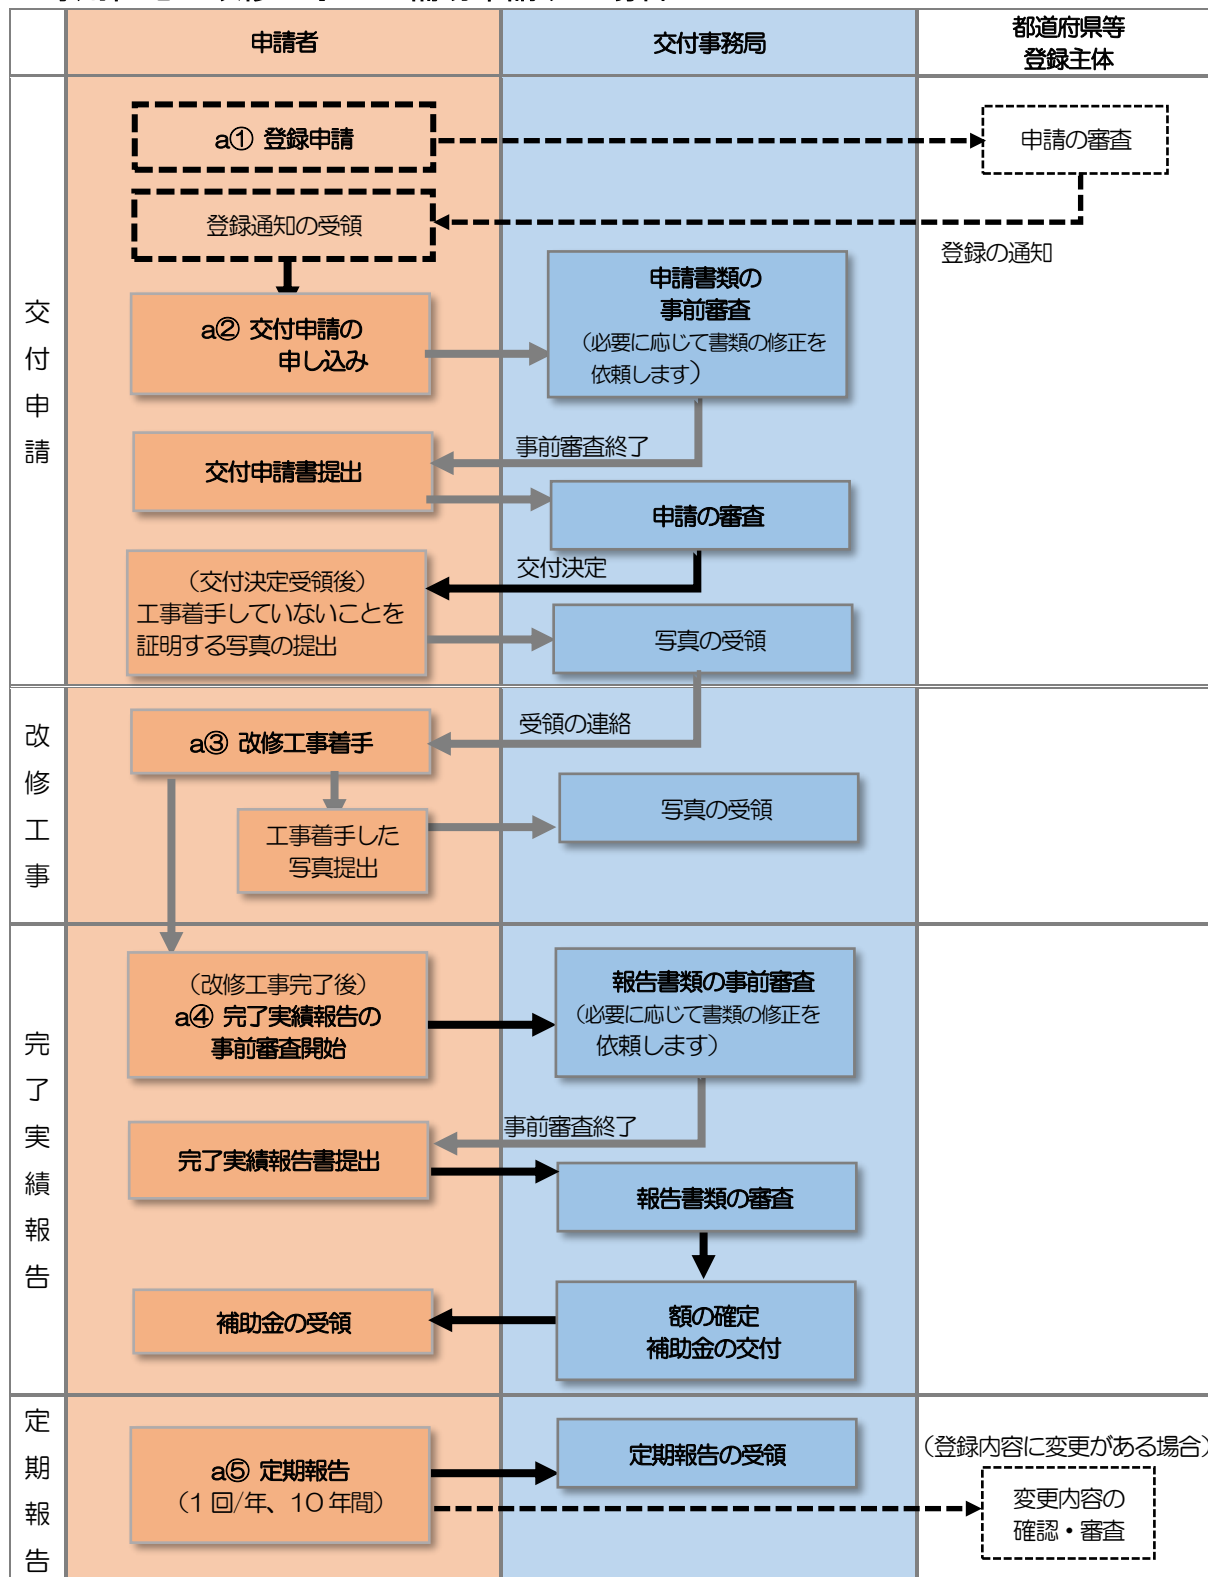 申請者
交付事務局
都道府県等
登録主体
交付申請
a① 登録申請
申請の審査
登録通知の受領
登録の通知
a② 交付申請の
申し込み
申請書類の
事前審査
（必要に応じて書類の修正を
依頼します）
事前審査終了
交付申請書提出
申請の審査
交付決定
（交付決定受領後）
工事着手していないことを
証明する写真の提出
写真の受領
改修工事
受領の連絡
a③ 改修工事着手
工事着手した
写真提出
写真の受領
完了実績報告
（改修工事完了後）
a④ 完了実績報告の
事前審査開始
報告書類の事前審査
（必要に応じて書類の修正を
依頼します）
事前審査終了
完了実績報告書提出
報告書類の審査
補助金の受領
額の確定
補助金の交付
定期報告
a⑤ 定期報告
（1 回/年、10 年間）
定期報告の受領
（登録内容に変更がある場合）
変更内容の
確認・審査